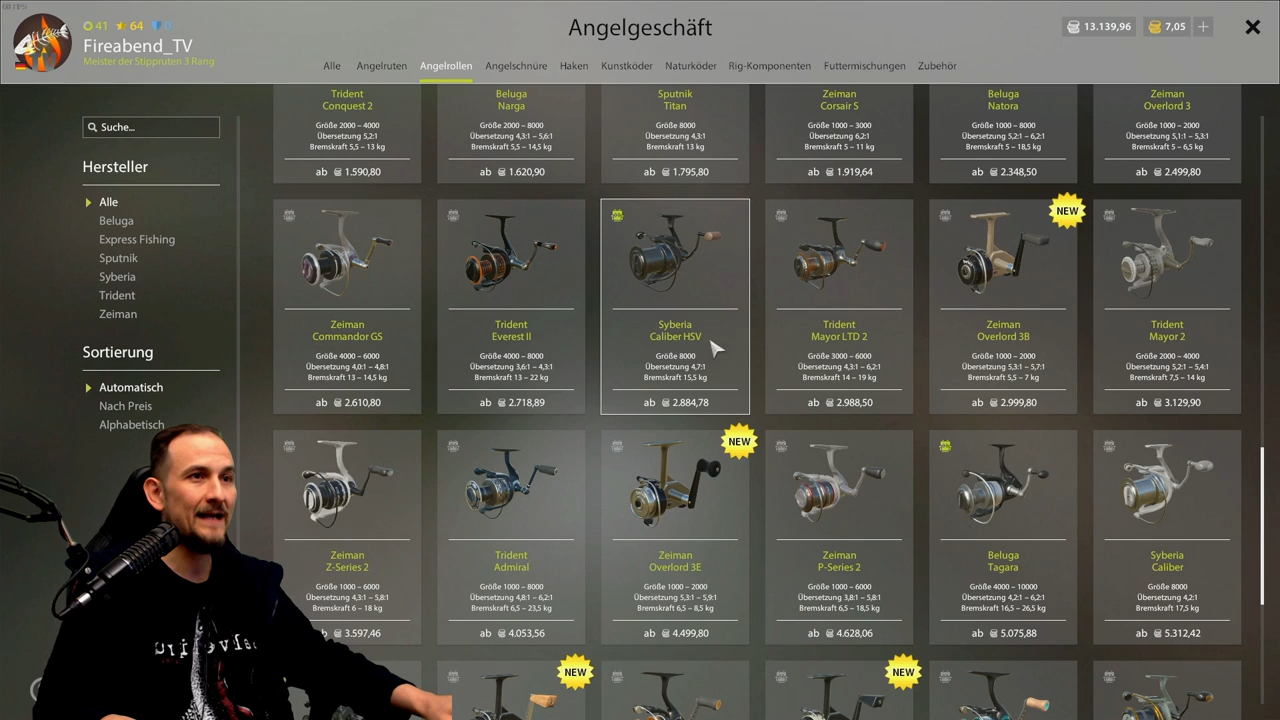 60 FPS
41 64 0
Fireabend_TV
Meister der Stippruten 3 Rang
Angelgeschäft
13.139,96 7,05
Alle Angelruten Angelrollen Angelschnüre Haken Kunstköder Naturköder Rig-Komponenten Futtermischungen Zubehör
Suche...
Hersteller
Alle
Beluga
Express Fishing
Sputnik
Syberia
Trident
Zeiman
Sortierung
Automatisch
Nach Preis
Alphabetisch
Trident
Conquest 2
Größe 2000 – 4000
Übersetzung 5,2:1
Bremskraft 5,5 – 13 kg
ab 1.590,80
Beluga
Narga
Größe 2000 – 8000
Übersetzung 4,3:1 – 5,6:1
Bremskraft 5,5 – 14,5 kg
ab 1.620,90
Sputnik
Titan
Größe 8000
Übersetzung 4,3:1
Bremskraft 13 kg
ab 1.795,80
Zeiman
Corsair S
Größe 1000 – 3000
Übersetzung 6,2:1
Bremskraft 5 – 11 kg
ab 1.919,64
Beluga
Natora
Größe 1000 – 8000
Übersetzung 5,2:1 – 6,2:1
Bremskraft 5 – 18,5 kg
ab 2.348,50
Zeiman
Overlord 3
Größe 1000 – 2000
Übersetzung 5,1:1 – 5,3:1
Bremskraft 5 – 6,5 kg
ab 2.499,80
Zeiman
Commandor GS
Größe 4000 – 6000
Übersetzung 4,0:1 – 4,8:1
Bremskraft 13 – 14,5 kg
ab 2.610,80
Trident
Everest II
Größe 4000 – 8000
Übersetzung 3,6:1 – 4,3:1
Bremskraft 13 – 22 kg
ab 2.718,89
Syberia
Caliber HSV
Größe 8000
Übersetzung 4,7:1
Bremskraft 15,5 kg
ab 2.884,78
Trident
Mayor LTD 2
Größe 3000 – 6000
Übersetzung 4,3:1 – 6,2:1
Bremskraft 14 – 19 kg
ab 2.988,50
NEW
Zeiman
Overlord 3B
Größe 1000 – 2000
Übersetzung 5,3:1 – 5,7:1
Bremskraft 5,5 – 7 kg
ab 2.999,80
Trident
Mayor 2
Größe 2000 – 4000
Übersetzung 5,2:1 – 5,4:1
Bremskraft 7,5 – 14 kg
ab 3.129,90
Zeiman
Z-Series 2
Größe 1000 – 6000
Übersetzung 4,3:1 – 5,8:1
Bremskraft 6 – 18 kg
ab 3.597,46
Trident
Admiral
Größe 1000 – 8000
Übersetzung 4,8:1 – 6,2:1
Bremskraft 6,5 – 23,5 kg
ab 4.053,56
NEW
Zeiman
Overlord 3E
Größe 1000 – 2000
Übersetzung 5,3:1 – 5,9:1
Bremskraft 6,5 – 8,5 kg
ab 4.499,80
Zeiman
P-Series 2
Größe 1000 – 6000
Übersetzung 3,8:1 – 5,8:1
Bremskraft 6,5 – 18,5 kg
ab 4.628,06
Beluga
Tagara
Größe 4000 – 10000
Übersetzung 4,2:1 – 6,2:1
Bremskraft 16,5 – 26,5 kg
ab 5.075,88
Syberia
Caliber
Größe 8000
Übersetzung 4,2:1
Bremskraft 17,5 kg
ab 5.312,42
NEW
NEW